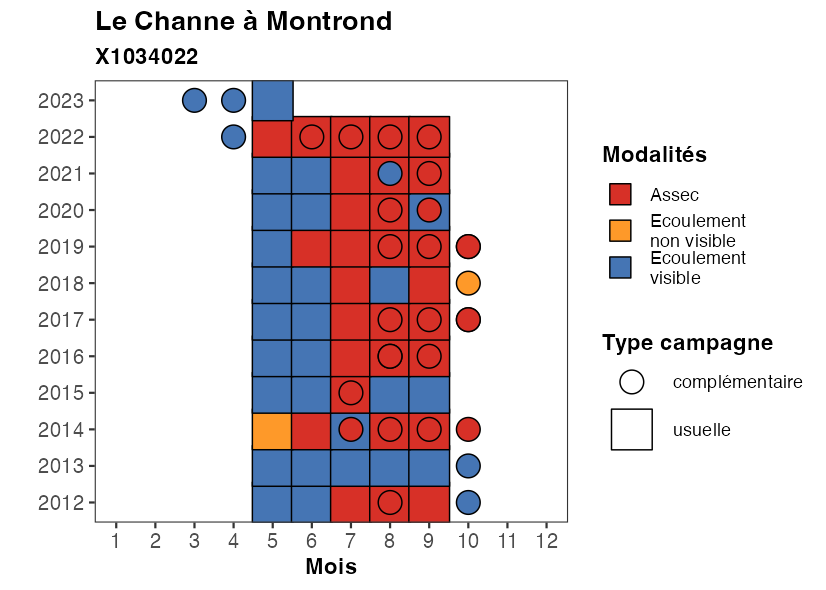 Le Channe à Montrond
X1034022
2023
2022
2021
2020
2019
2018
2017
2016
2015
2014
2013
2012
1 2 3 4 5 6 7 8 9 10 11 12
Mois
Modalités
Assec
Ecoulement
non visible
Ecoulement
visible
Type campagne
complémentaire
usuelle